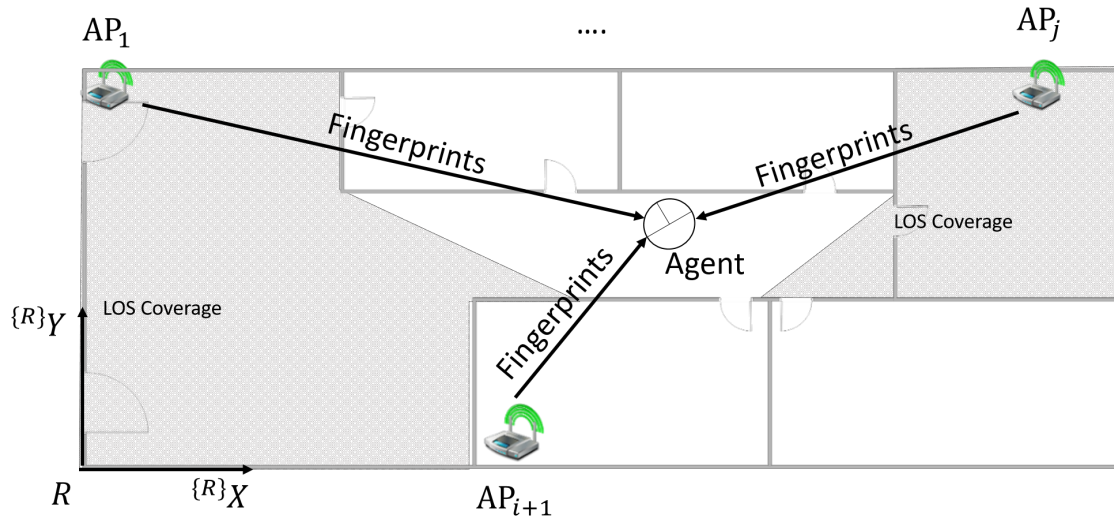 AP₁
....
APⱼ
Fingerprints
Fingerprints
LOS Coverage
Agent
Fingerprints
LOS Coverage
{R}Y
R
{R}X
APᵢ₊₁